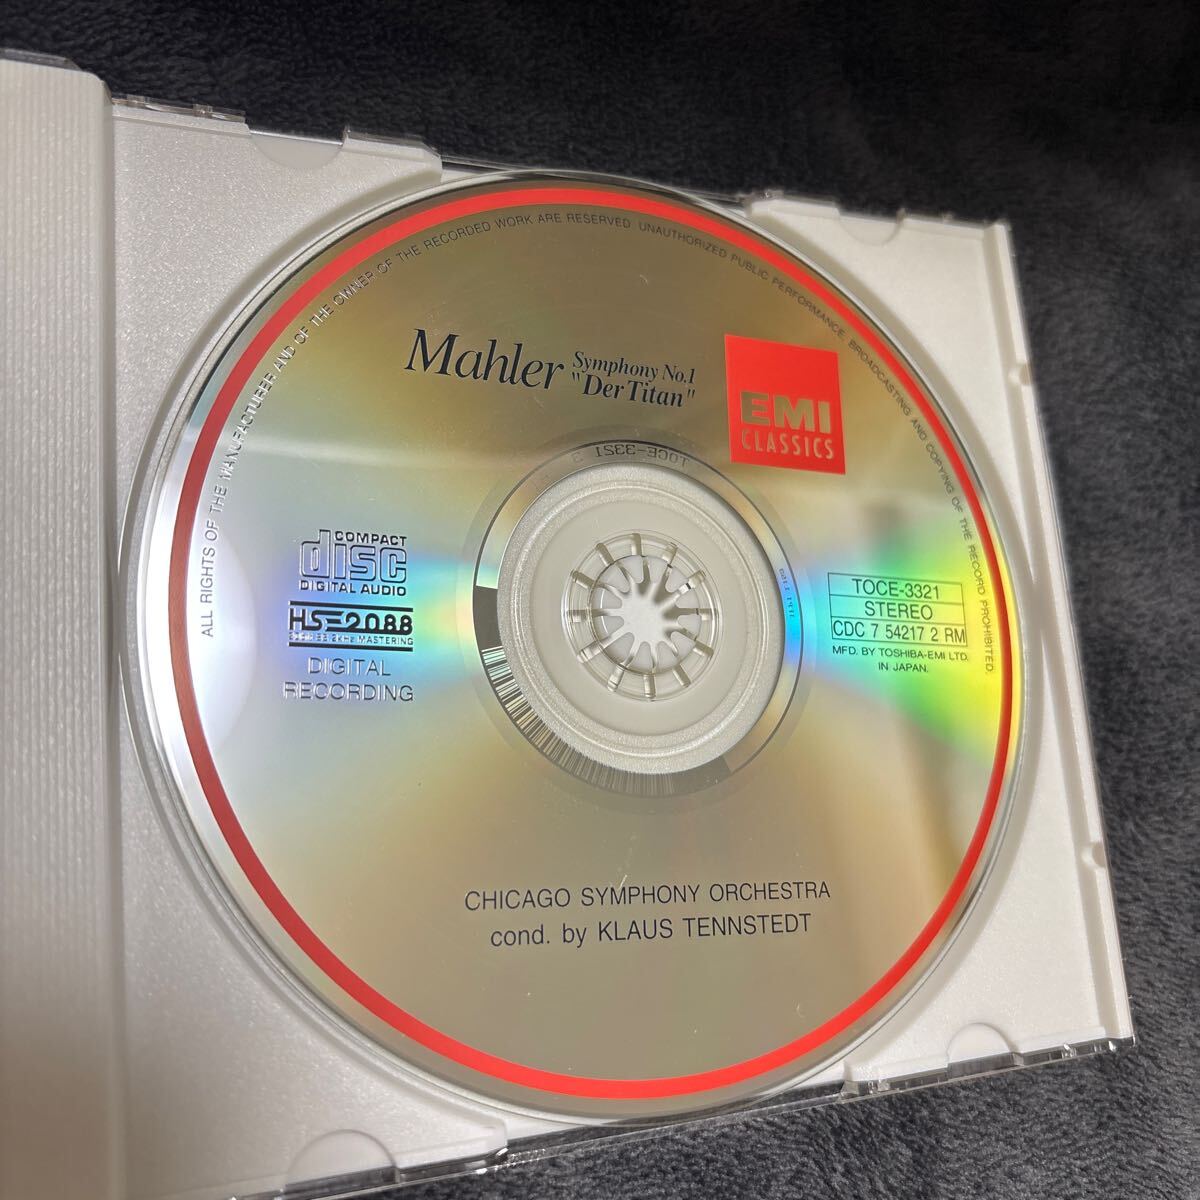 ALL RIGHTS OF THE MANUFACTURER AND OF THE OWNER OF THE RECORDED WORK ARE RESERVED UNAUTHORIZED PUBLIC PERFORMANCE, BROADCASTING AND COPYING OF THE RECORD PROHIBITED.
Mahler
Symphony No.1
"Der Titan"
EMI
CLASSICS
TOCE-3321 3
COMPACT
disc
DIGITAL AUDIO
HS2088
MASTERING
DIGITAL
RECORDING
TOCE-3321
STEREO
CDC 7 54217 2 RM
MFD. BY TOSHIBA-EMI LTD.
IN JAPAN.
CHICAGO SYMPHONY ORCHESTRA
cond. by KLAUS TENNSTEDT